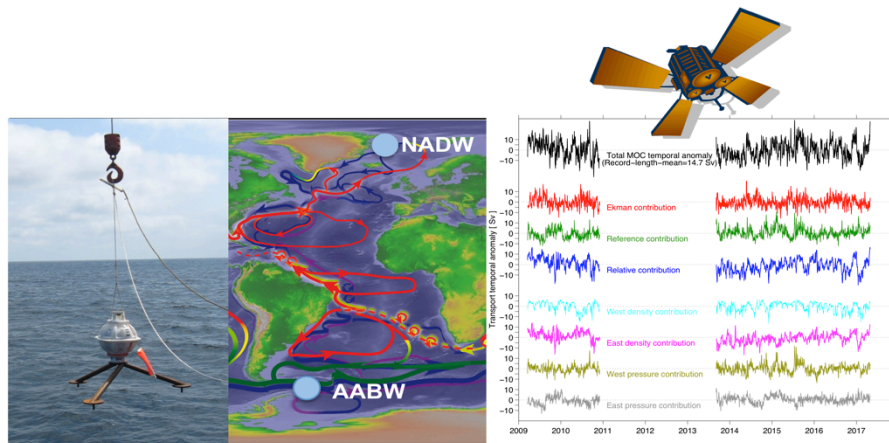 NADW
AABW
Transport temporal anomaly [ Sv]
10
0
-10
Total MOC temporal anomaly
(Record-length-mean=14.7 Sv)
10
0
-10
Ekman contribution
10
0
-10
Reference contribution
10
0
-10
Relative contribution
10
0
-10
West density contribution
10
0
-10
East density contribution
10
0
-10
West pressure contribution
10
0
-10
East pressure contribution
2009 2010 2011 2012 2013 2014 2015 2016 2017